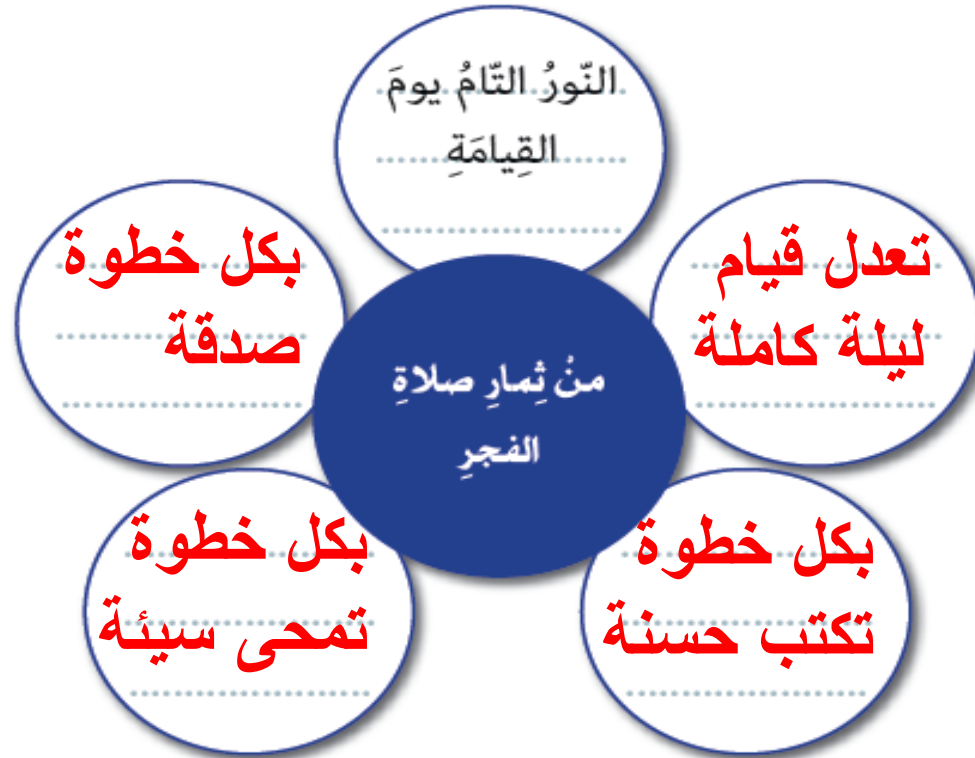 النّورُ التّامُ يومَ
القِيامَةِ
تعدل قيام
ليلة كاملة
بكل خطوة
صدقة
منْ ثِمارِ صلاةِ
الفجرِ
بكل خطوة
تكتب حسنة
بكل خطوة
تمحى سيئة